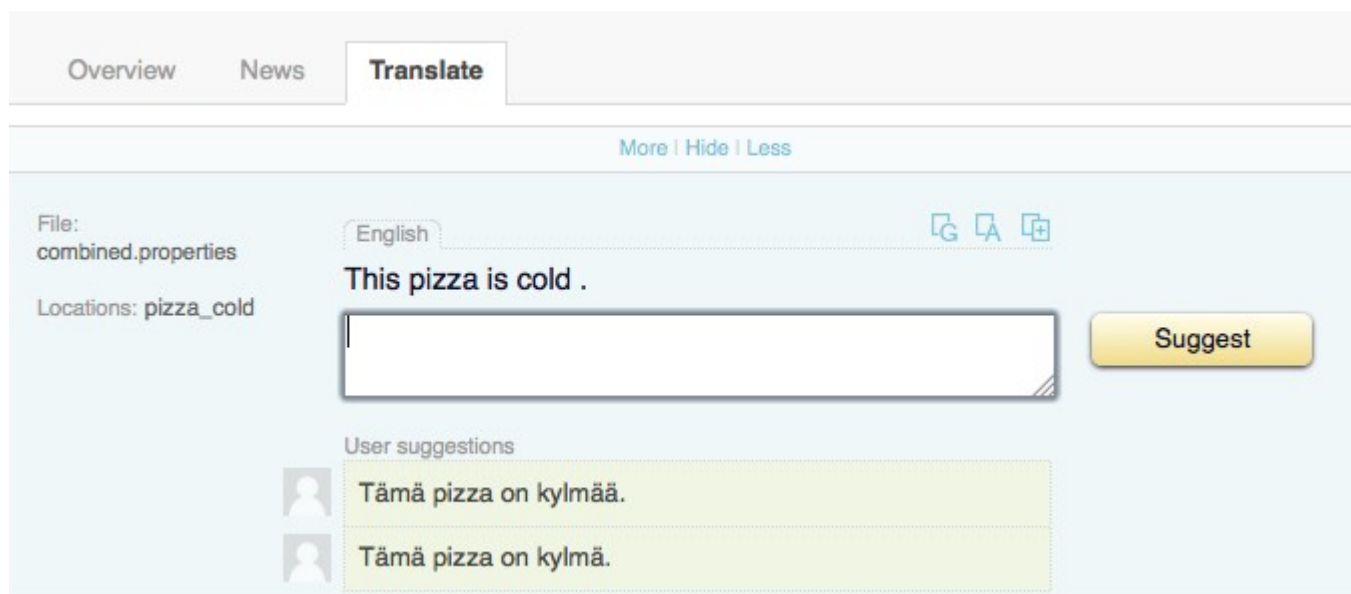 Overview News Translate
More | Hide | Less
File:
combined.properties
Locations: pizza_cold
English
G A
This pizza is cold .
Suggest
User suggestions
Tämä pizza on kylmää.
Tämä pizza on kylmä.